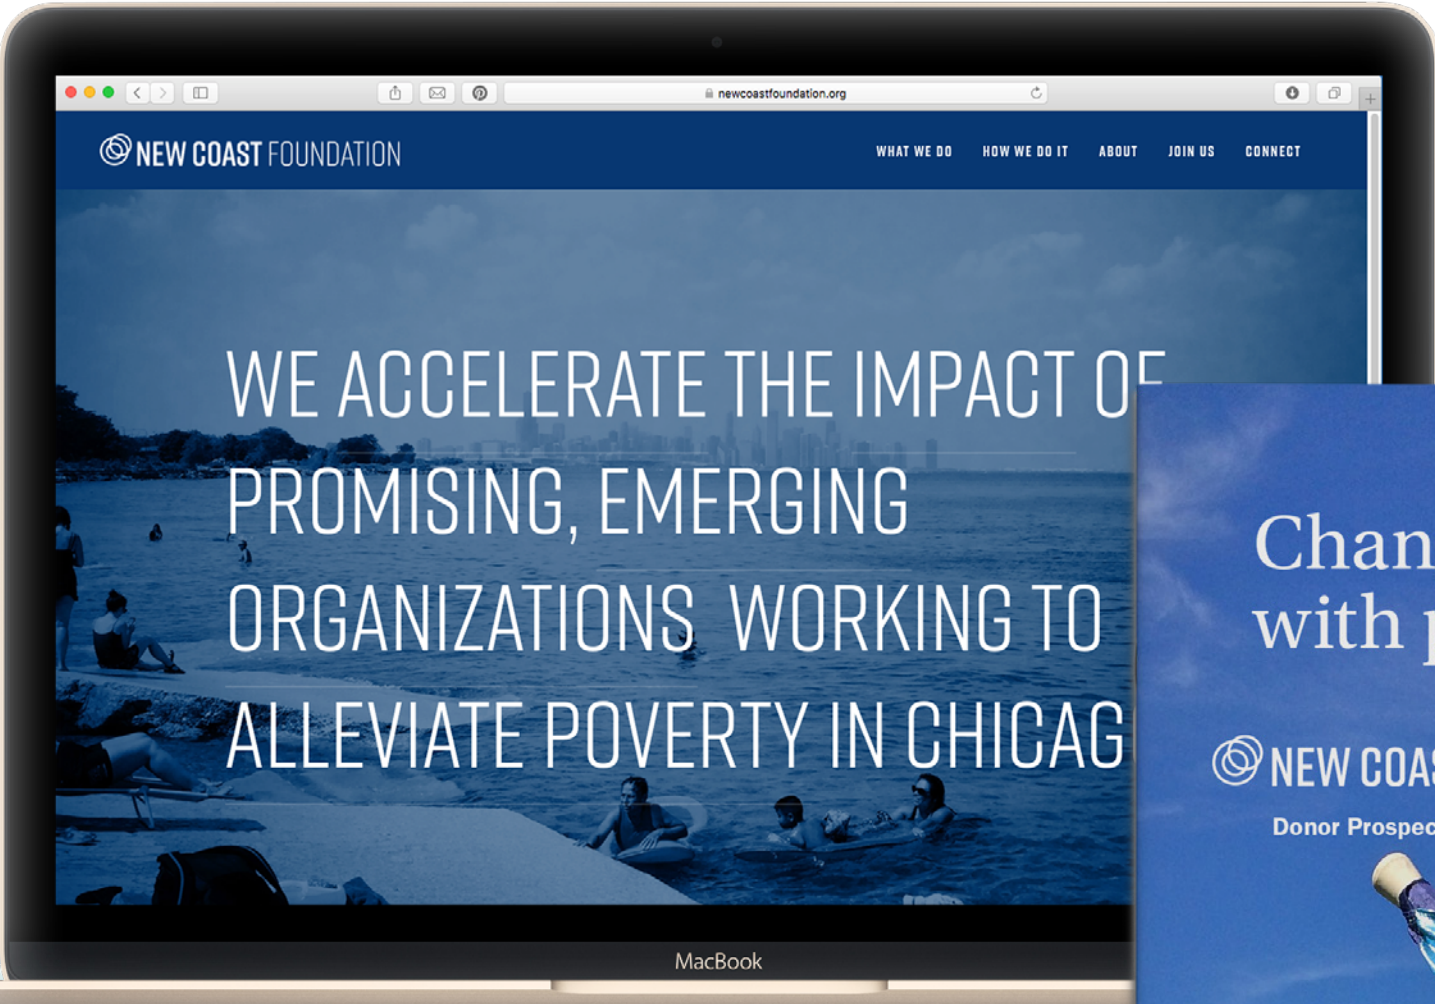 newcoastfoundation.org
NEW COAST FOUNDATION
WHAT WE DO HOW WE DO IT ABOUT JOIN US CONNECT
WE ACCELERATE THE IMPACT OF
PROMISING, EMERGING
ORGANIZATIONS WORKING TO
ALLEVIATE POVERTY IN CHICAG
Chan
with p
NEW COAS
Donor Prospec
MacBook